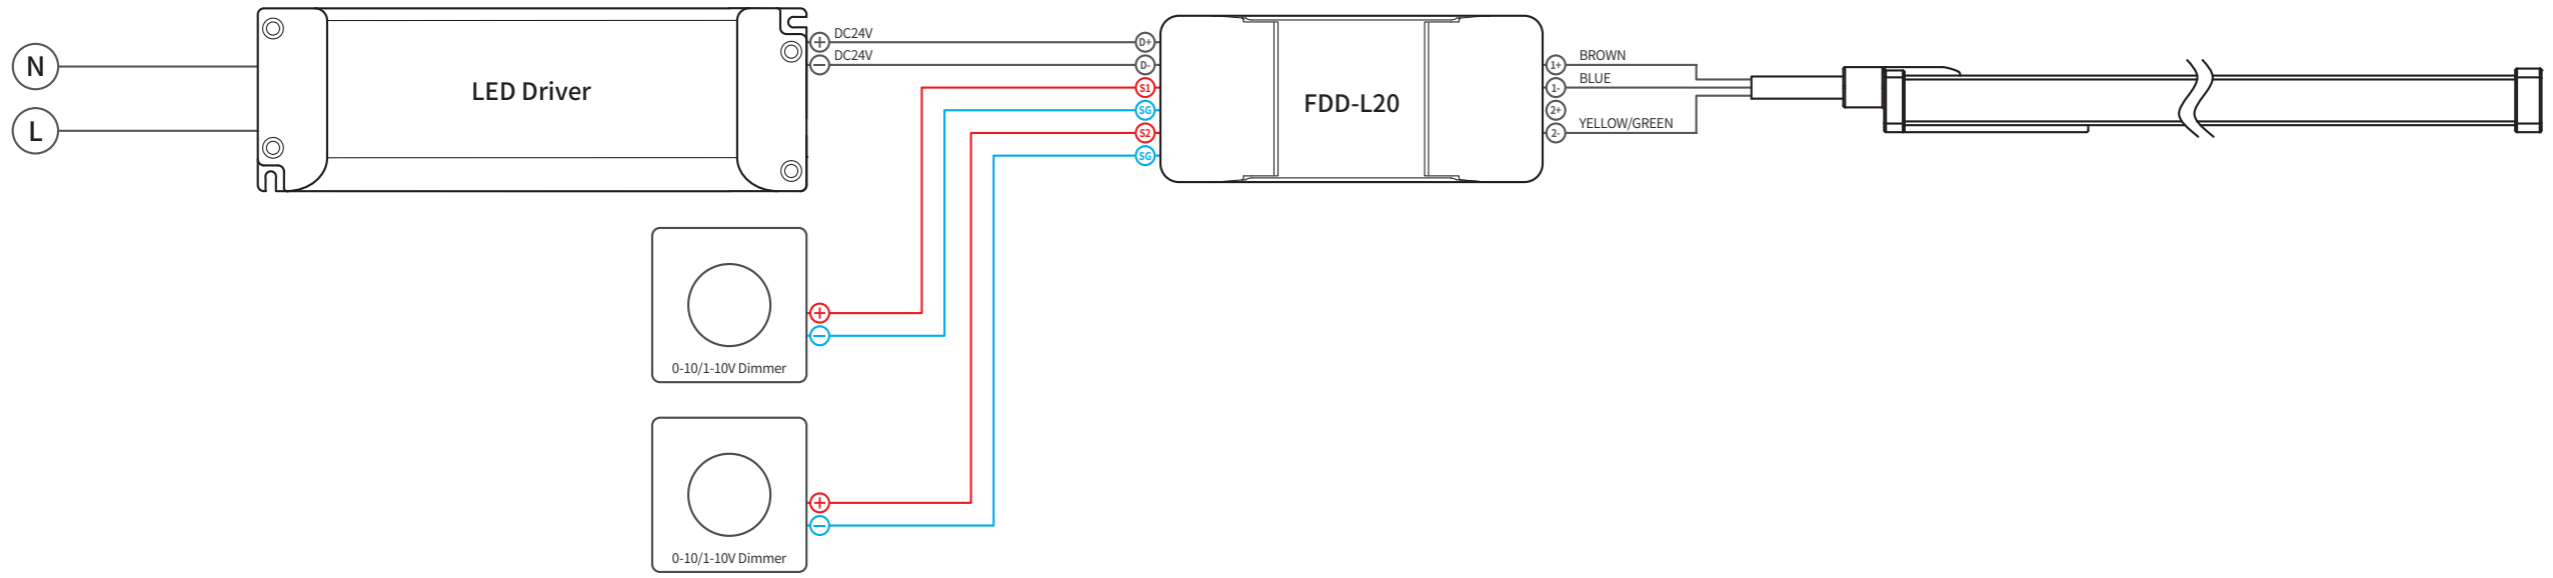 N
L
LED Driver
+ DC24V
− DC24V
D+
D-
S1
SG
S2
SG
FDD-L20
1+ BROWN
1- BLUE
2+
2- YELLOW/GREEN
+
−
0-10/1-10V Dimmer
+
−
0-10/1-10V Dimmer